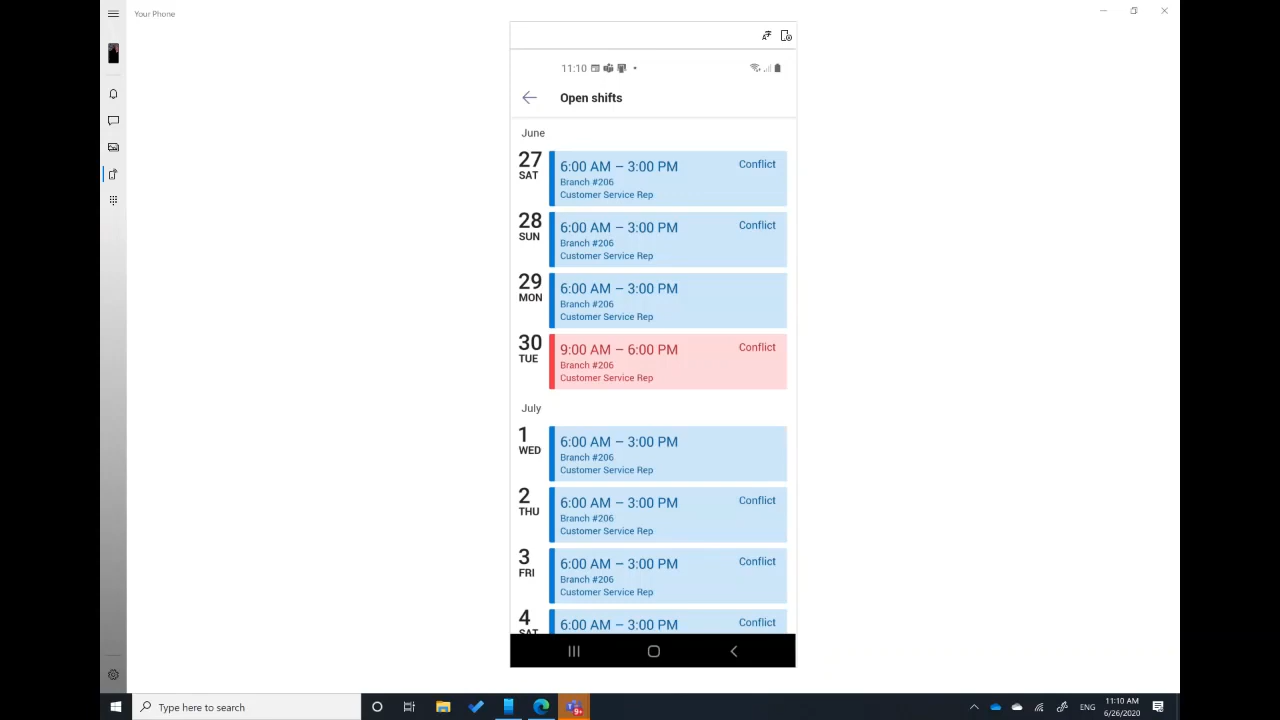 Your Phone
11:10
Open shifts
June
27
SAT
6:00 AM – 3:00 PM
Conflict
Branch #206
Customer Service Rep
28
SUN
6:00 AM – 3:00 PM
Conflict
Branch #206
Customer Service Rep
29
MON
6:00 AM – 3:00 PM
Branch #206
Customer Service Rep
30
TUE
9:00 AM – 6:00 PM
Conflict
Branch #206
Customer Service Rep
July
1
WED
6:00 AM – 3:00 PM
Branch #206
Customer Service Rep
2
THU
6:00 AM – 3:00 PM
Conflict
Branch #206
Customer Service Rep
3
FRI
6:00 AM – 3:00 PM
Conflict
Branch #206
Customer Service Rep
4
SAT
6:00 AM – 3:00 PM
Conflict
Type here to search
9+
ENG
11:10 AM
6/26/2020